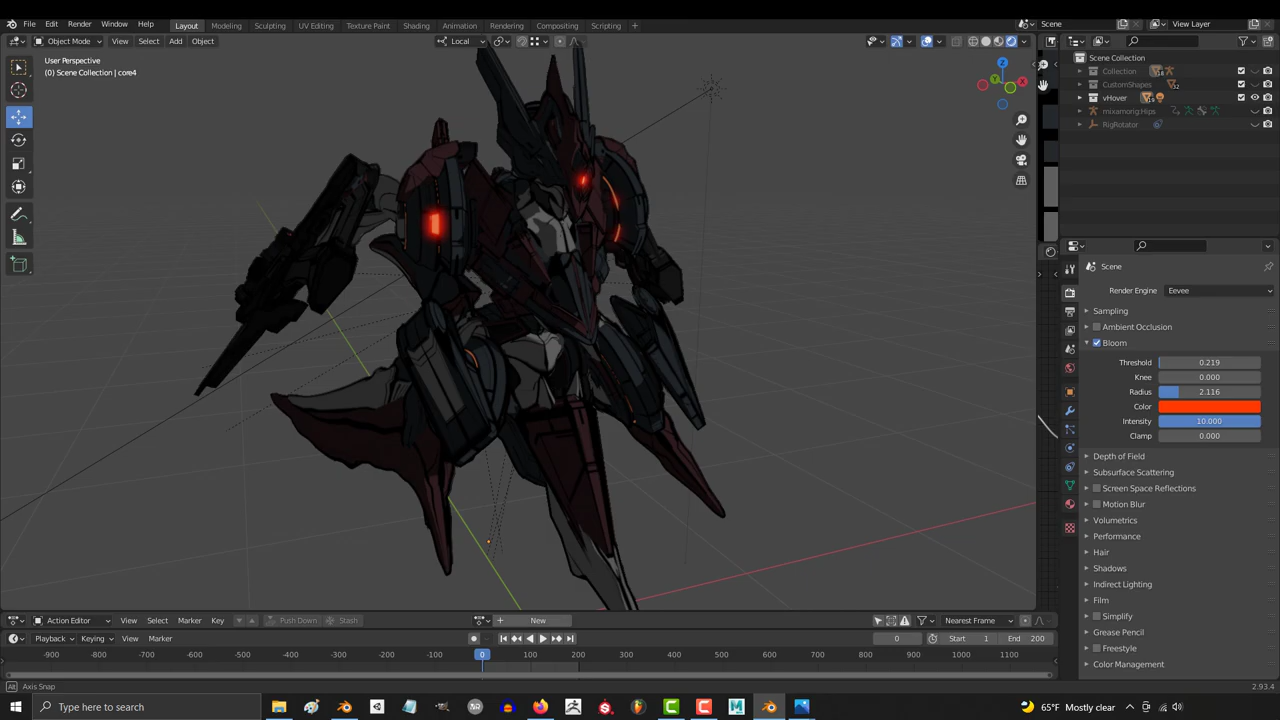 File Edit Render Window Help Layout Modeling Sculpting UV Editing Texture Paint Shading Animation Rendering Compositing Scripting Scene View Layer
Object Mode View Select Add Object Local
User Perspective
(0) Scene Collection | core4
Z
Y
X
Scene Collection
Collection
CustomShapes
vHover
mixamorig:Hips
RigRotator
Scene
Render Engine Eevee
Sampling
Ambient Occlusion
Bloom
Threshold 0.219
Knee 0.000
Radius 2.116
Color
Intensity 10.000
Clamp 0.000
Depth of Field
Subsurface Scattering
Screen Space Reflections
Motion Blur
Volumetrics
Performance
Hair
Shadows
Indirect Lighting
Film
Simplify
Grease Pencil
Freestyle
Color Management
Action Editor View Select Marker Key Push Down Stash New Nearest Frame
Playback Keying View Marker 0 Start 1 End 200
-900 -800 -700 -600 -500 -400 -300 -200 -100 0 100 200 300 400 500 600 700 800 900 1000 1100
Alt Axis Snap 2.93.4
Type here to search 65°F Mostly clear